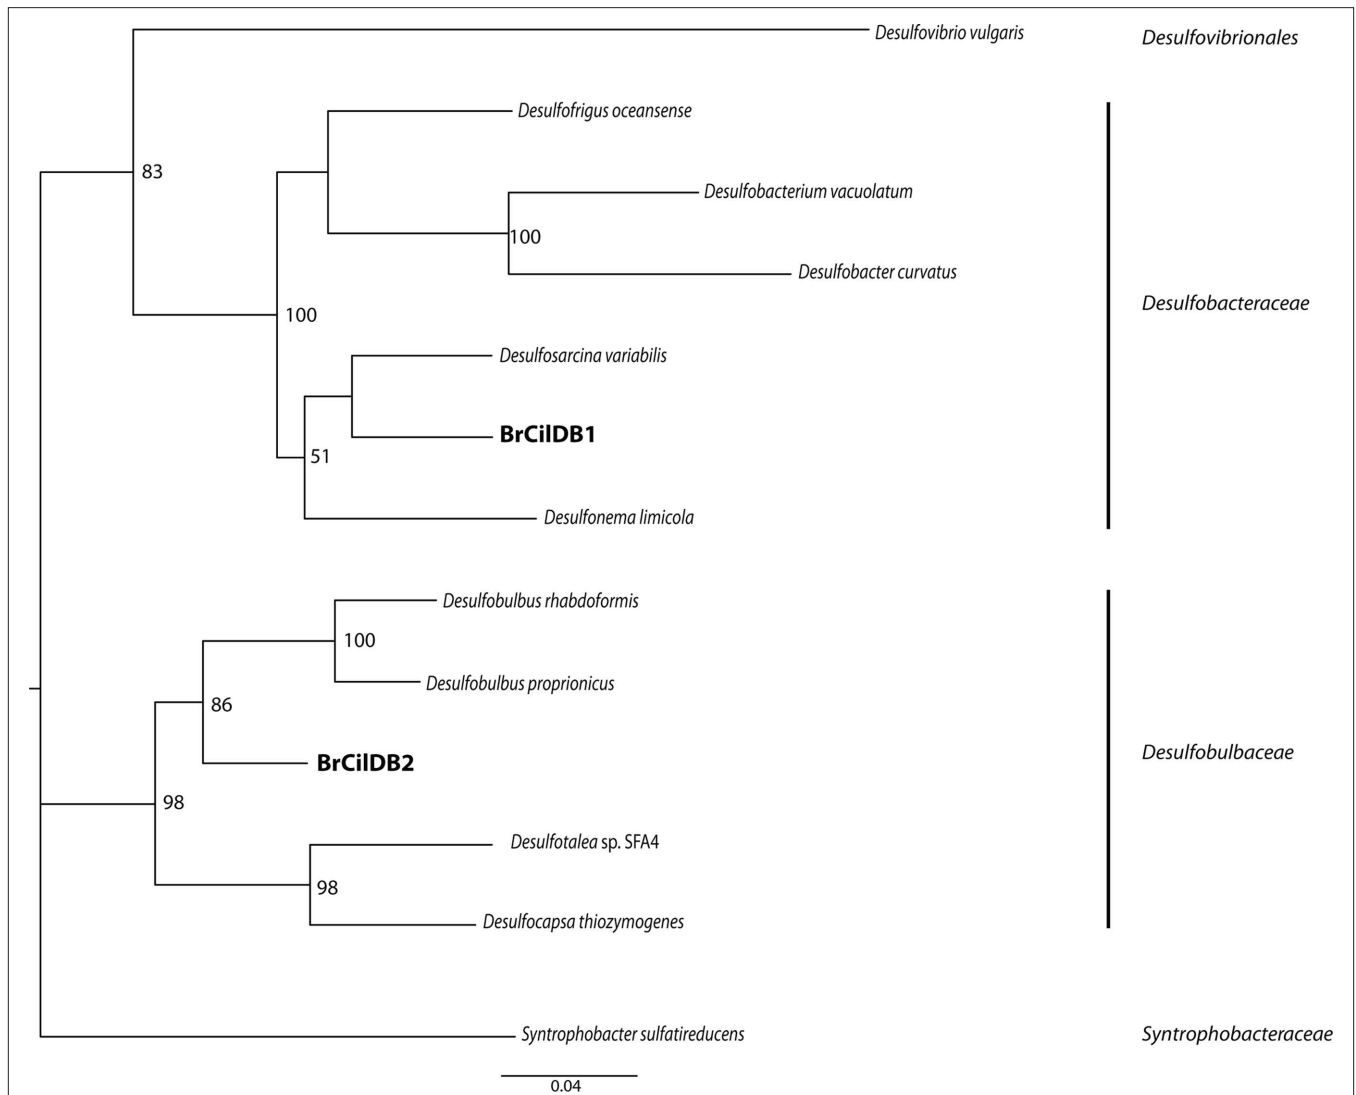 Desulfovibrio vulgaris
Desulfovibrionales
Desulfofrigus oceansense
83
Desulfobacterium vacuolatum
100
Desulfobacter curvatus
Desulfobacteraceae
100
Desulfosarcina variabilis
BrCilDB1
51
Desulfonema limicola
Desulfobulbus rhabdoformis
100
Desulfobulbus proprionicus
86
Desulfobulbaceae
BrCilDB2
98
Desulfotalea sp. SFA4
98
Desulfocapsa thiozymogenes
Syntrophobacter sulfatireducens
Syntrophobacteraceae
0.04